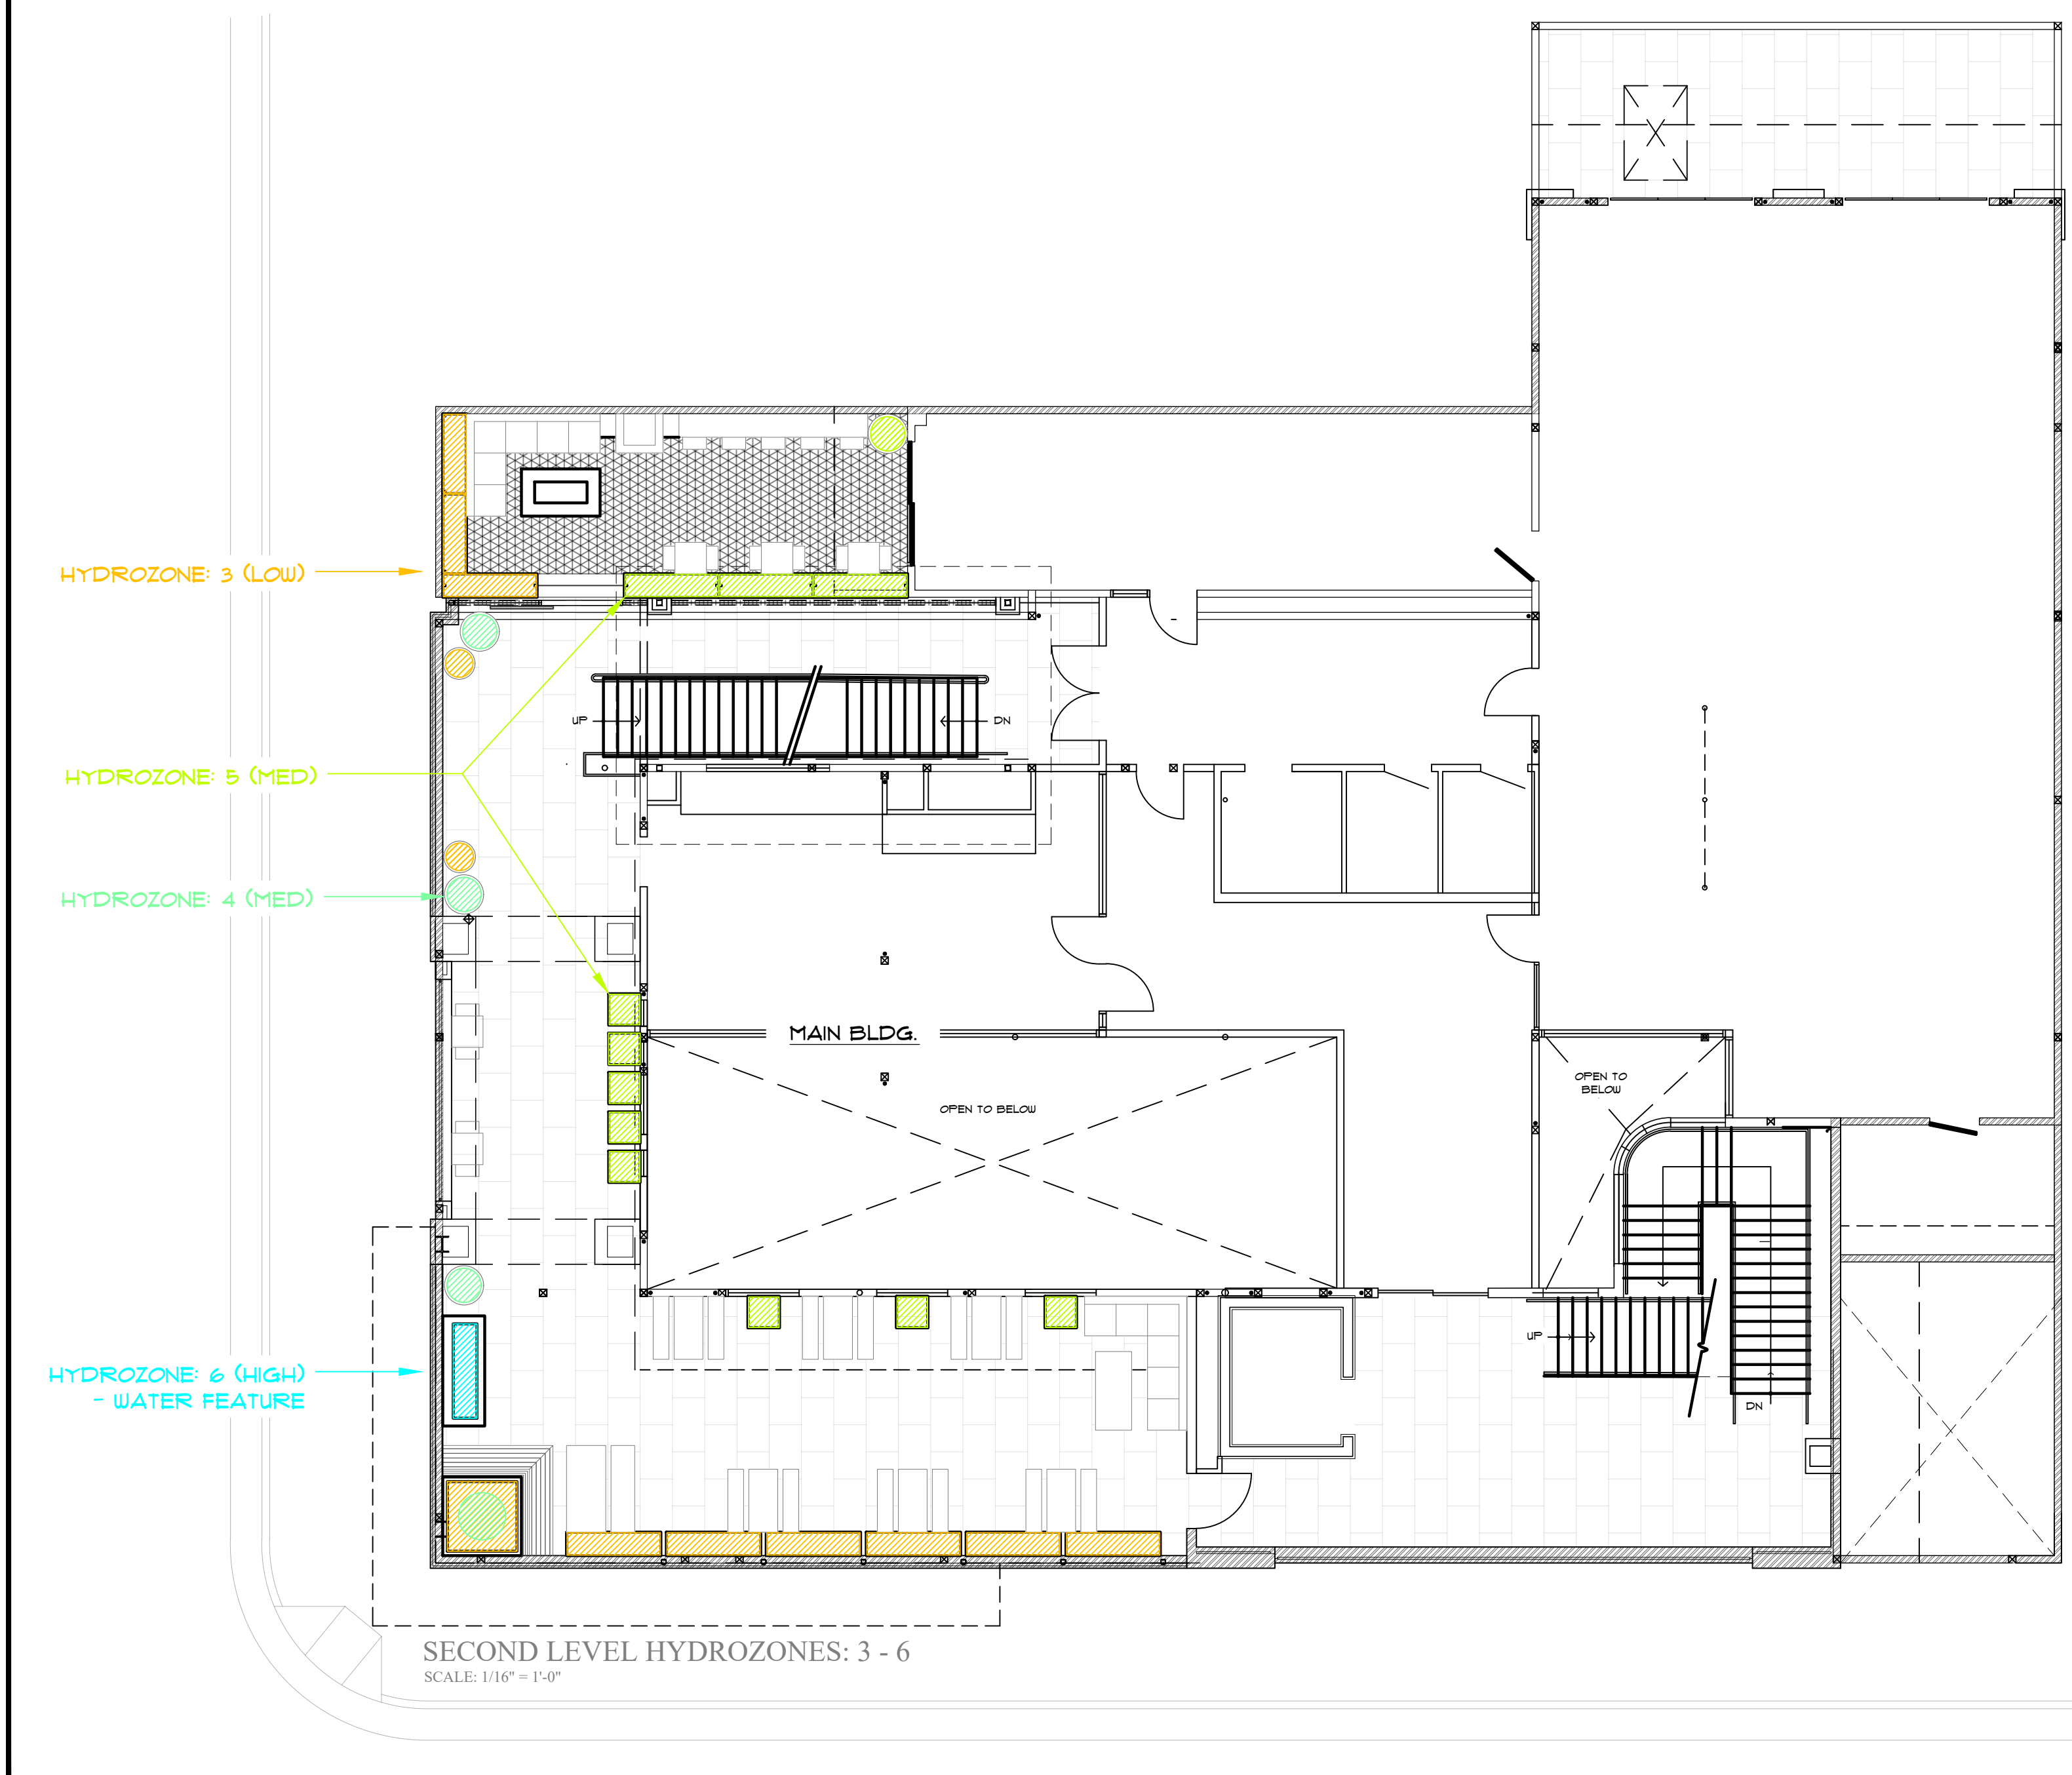 HYDROZONE: 3 (LOW)
UP
DN
HYDROZONE: 5 (MED)
HYDROZONE: 4 (MED)
MAIN BLDG.
OPEN TO
BELOW
OPEN TO BELOW
UP
HYDROZONE: 6 (HIGH)
- WATER FEATURE
DN
SECOND LEVEL HYDROZONES: 3 - 6
SCALE: 1/16" = 1'-0"